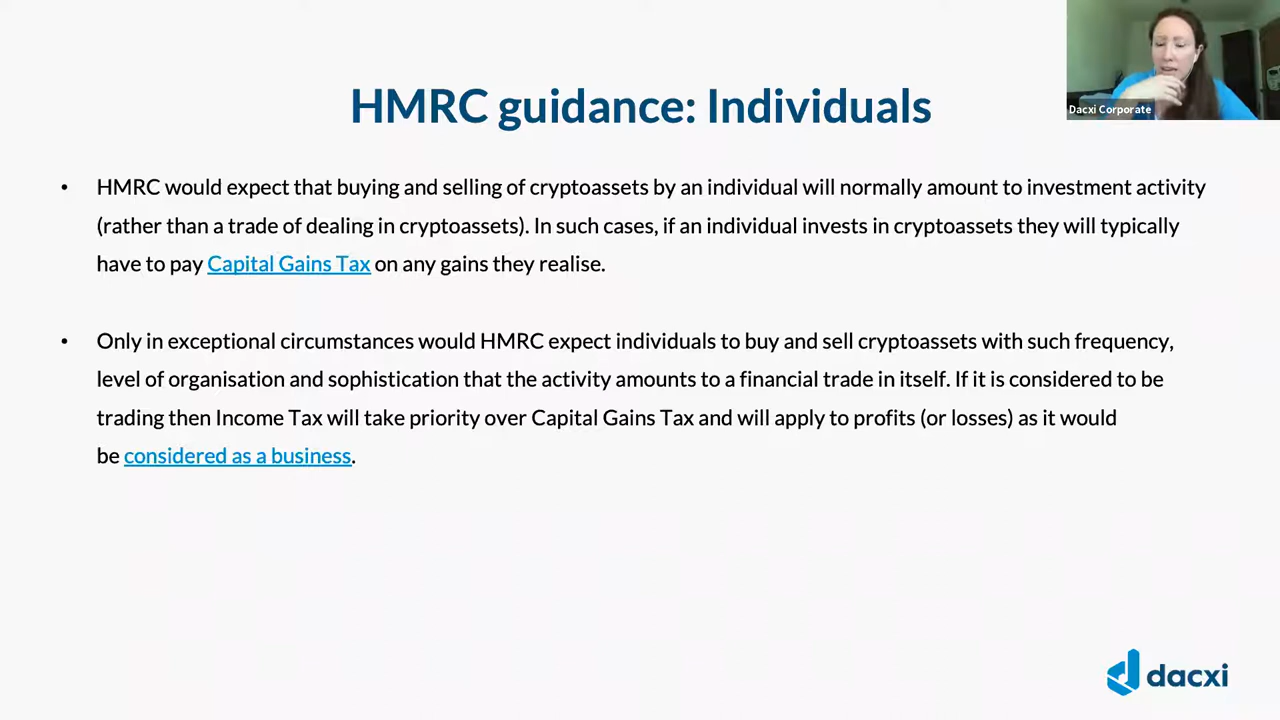 HMRC guidance: Individuals
Dacxi Corporate
• HMRC would expect that buying and selling of cryptoassets by an individual will normally amount to investment activity
(rather than a trade of dealing in cryptoassets). In such cases, if an individual invests in cryptoassets they will typically
have to pay Capital Gains Tax on any gains they realise.
• Only in exceptional circumstances would HMRC expect individuals to buy and sell cryptoassets with such frequency,
level of organisation and sophistication that the activity amounts to a financial trade in itself. If it is considered to be
trading then Income Tax will take priority over Capital Gains Tax and will apply to profits (or losses) as it would
be considered as a business.
dacxi